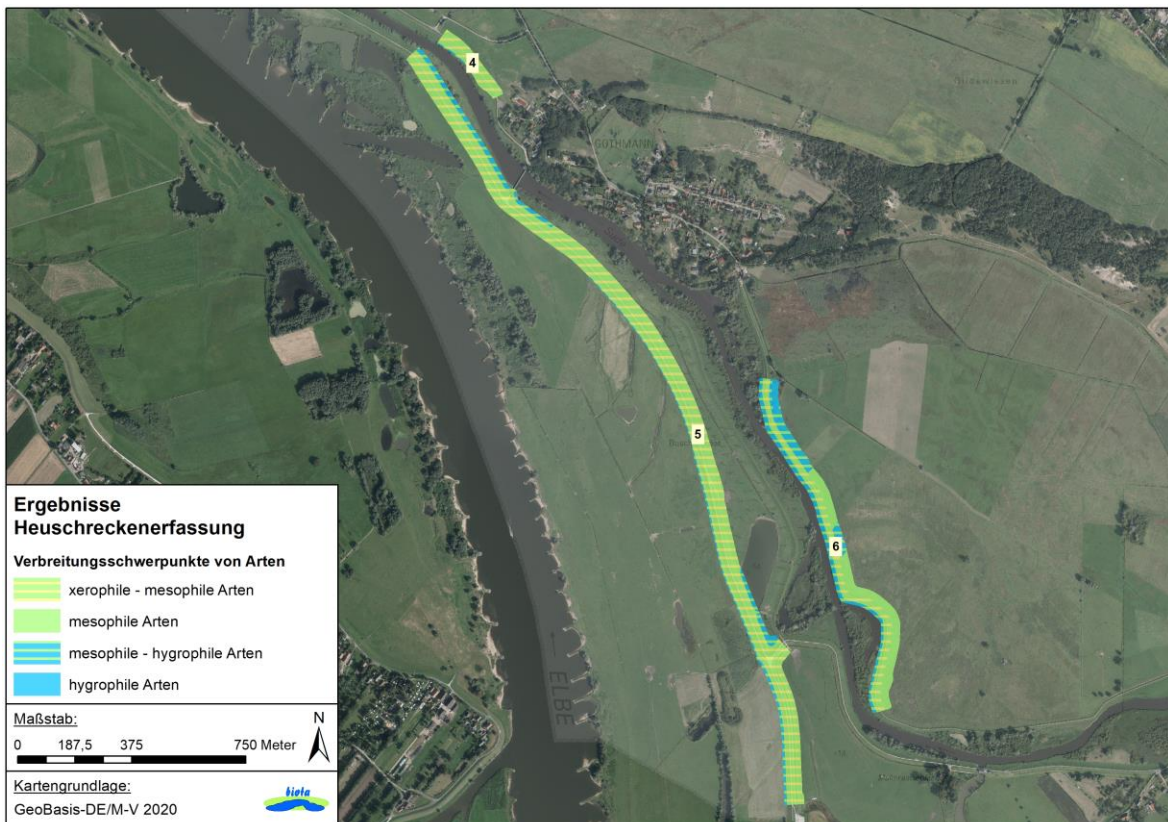 4
GOTHMANN
5
6
ELBE
Ergebnisse
Heuschreckenerfassung
Verbreitungsschwerpunkte von Arten
xerophile - mesophile Arten
mesophile Arten
mesophile - hygrophile Arten
hygrophile Arten
Maßstab:
N
0 187,5 375 750 Meter
Kartengrundlage:
GeoBasis-DE/M-V 2020
biota